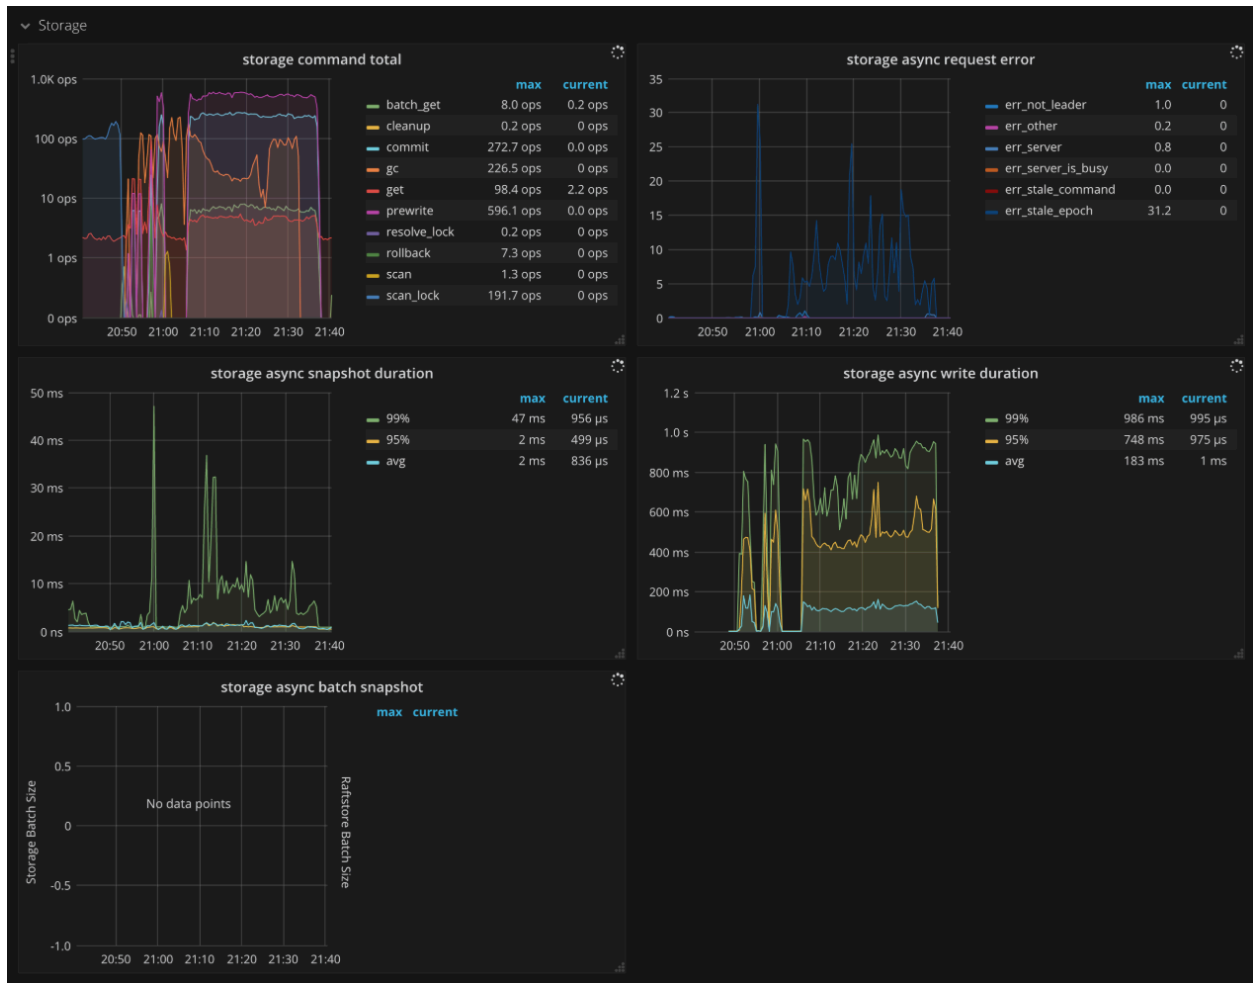 Storage
storage command total
max current
1.0K ops
100 ops
10 ops
1 ops
0 ops
20:50 21:00 21:10 21:20 21:30 21:40
batch_get 8.0 ops 0.2 ops
cleanup 0.2 ops 0 ops
commit 272.7 ops 0.0 ops
gc 226.5 ops 0 ops
get 98.4 ops 2.2 ops
prewrite 596.1 ops 0.0 ops
resolve_lock 0.2 ops 0 ops
rollback 7.3 ops 0 ops
scan 1.3 ops 0 ops
scan_lock 191.7 ops 0 ops
storage async request error
max current
35
30
25
20
15
10
5
0
20:50 21:00 21:10 21:20 21:30 21:40
err_not_leader 1.0 0
err_other 0.2 0
err_server 0.8 0
err_server_is_busy 0.0 0
err_stale_command 0.0 0
err_stale_epoch 31.2 0
storage async snapshot duration
max current
50 ms
40 ms
30 ms
20 ms
10 ms
0 ns
20:50 21:00 21:10 21:20 21:30 21:40
99% 47 ms 956 µs
95% 2 ms 499 µs
avg 2 ms 836 µs
storage async write duration
max current
1.2 s
1.0 s
800 ms
600 ms
400 ms
200 ms
0 ns
20:50 21:00 21:10 21:20 21:30 21:40
99% 986 ms 995 µs
95% 748 ms 975 µs
avg 183 ms 1 ms
storage async batch snapshot
max current
Storage Batch Size
1.0
0.5
0
-0.5
-1.0
No data points
Raftstore Batch Size
20:50 21:00 21:10 21:20 21:30 21:40